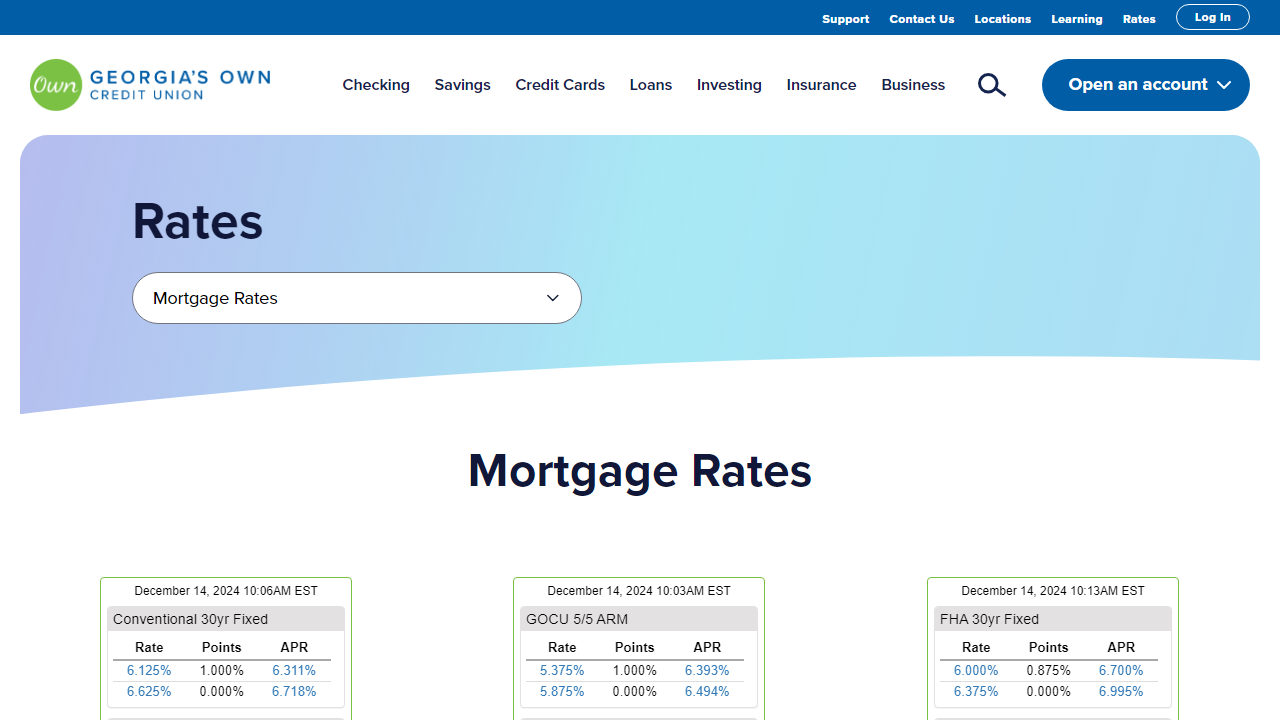 Support Contact Us Locations Learning Rates Log In
Own GEORGIA'S OWN
CREDIT UNION
Checking Savings Credit Cards Loans Investing Insurance Business Open an account
Rates
Mortgage Rates
Mortgage Rates
December 14, 2024 10:06AM EST
Conventional 30yr Fixed
Rate Points APR
6.125% 1.000% 6.311%
6.625% 0.000% 6.718%
December 14, 2024 10:03AM EST
GOCU 5/5 ARM
Rate Points APR
5.375% 1.000% 6.393%
5.875% 0.000% 6.494%
December 14, 2024 10:13AM EST
FHA 30yr Fixed
Rate Points APR
6.000% 0.875% 6.700%
6.375% 0.000% 6.995%